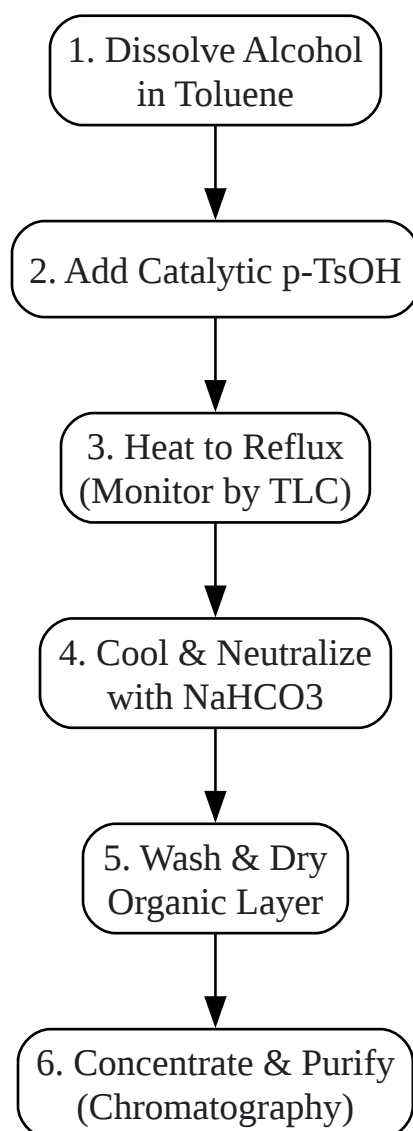 1. Dissolve Alcohol
in Toluene
2. Add Catalytic p-TsOH
3. Heat to Reflux
(Monitor by TLC)
4. Cool & Neutralize
with NaHCO3
5. Wash & Dry
Organic Layer
6. Concentrate & Purify
(Chromatography)